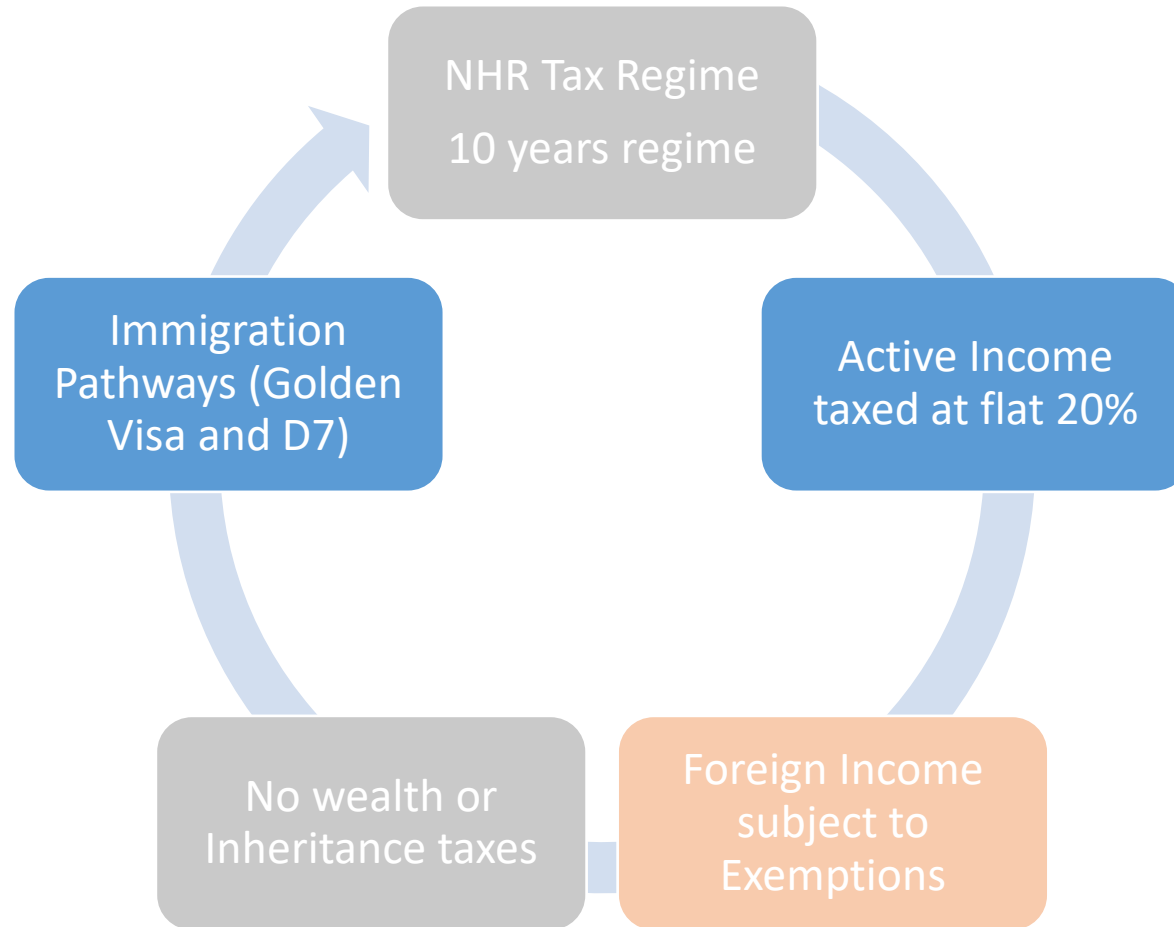 NHR Tax Regime
10 years regime
Active Income
taxed at flat 20%
Foreign Income
subject to
Exemptions
No wealth or
Inheritance taxes
Immigration
Pathways (Golden
Visa and D7)